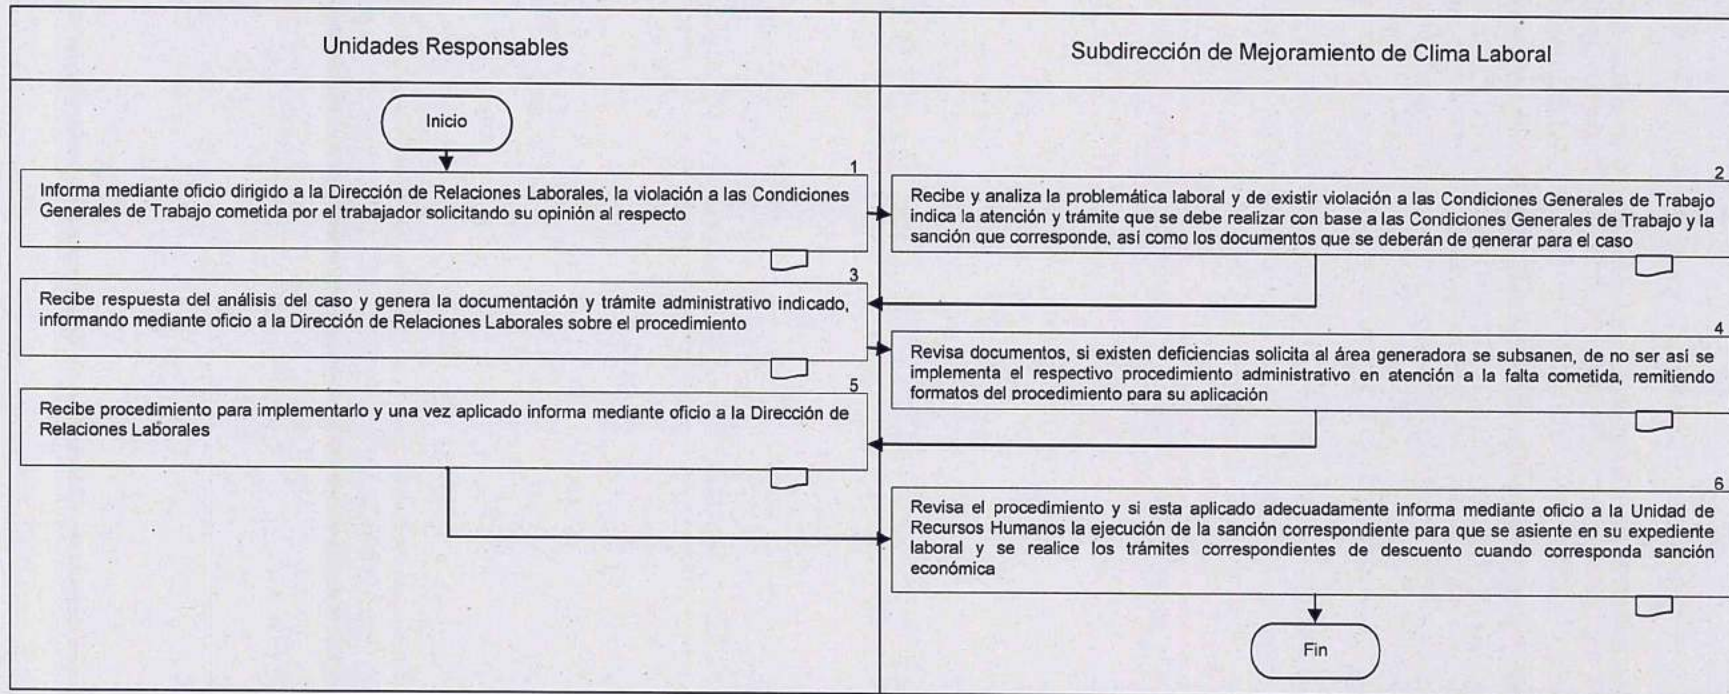 Unidades Responsables
Subdirección de Mejoramiento de Clima Laboral
Inicio
1
Informa mediante oficio dirigido a la Dirección de Relaciones Laborales, la violación a las Condiciones
Generales de Trabajo cometida por el trabajador solicitando su opinión al respecto
2
Recibe y analiza la problemática laboral y de existir violación a las Condiciones Generales de Trabajo
indica la atención y trámite que se debe realizar con base a las Condiciones Generales de Trabajo y la
sanción que corresponde, así como los documentos que se deberán de generar para el caso
3
Recibe respuesta del análisis del caso y genera la documentación y trámite administrativo indicado,
informando mediante oficio a la Dirección de Relaciones Laborales sobre el procedimiento
4
Revisa documentos, si existen deficiencias solicita al área generadora se subsanen, de no ser así se
implementa el respectivo procedimiento administrativo en atención a la falta cometida, remitiendo
formatos del procedimiento para su aplicación
5
Recibe procedimiento para implementarlo y una vez aplicado informa mediante oficio a la Dirección de
Relaciones Laborales
6
Revisa el procedimiento y si esta aplicado adecuadamente informa mediante oficio a la Unidad de
Recursos Humanos la ejecución de la sanción correspondiente para que se asiente en su expediente
laboral y se realice los trámites correspondientes de descuento cuando corresponda sanción
económica
Fin